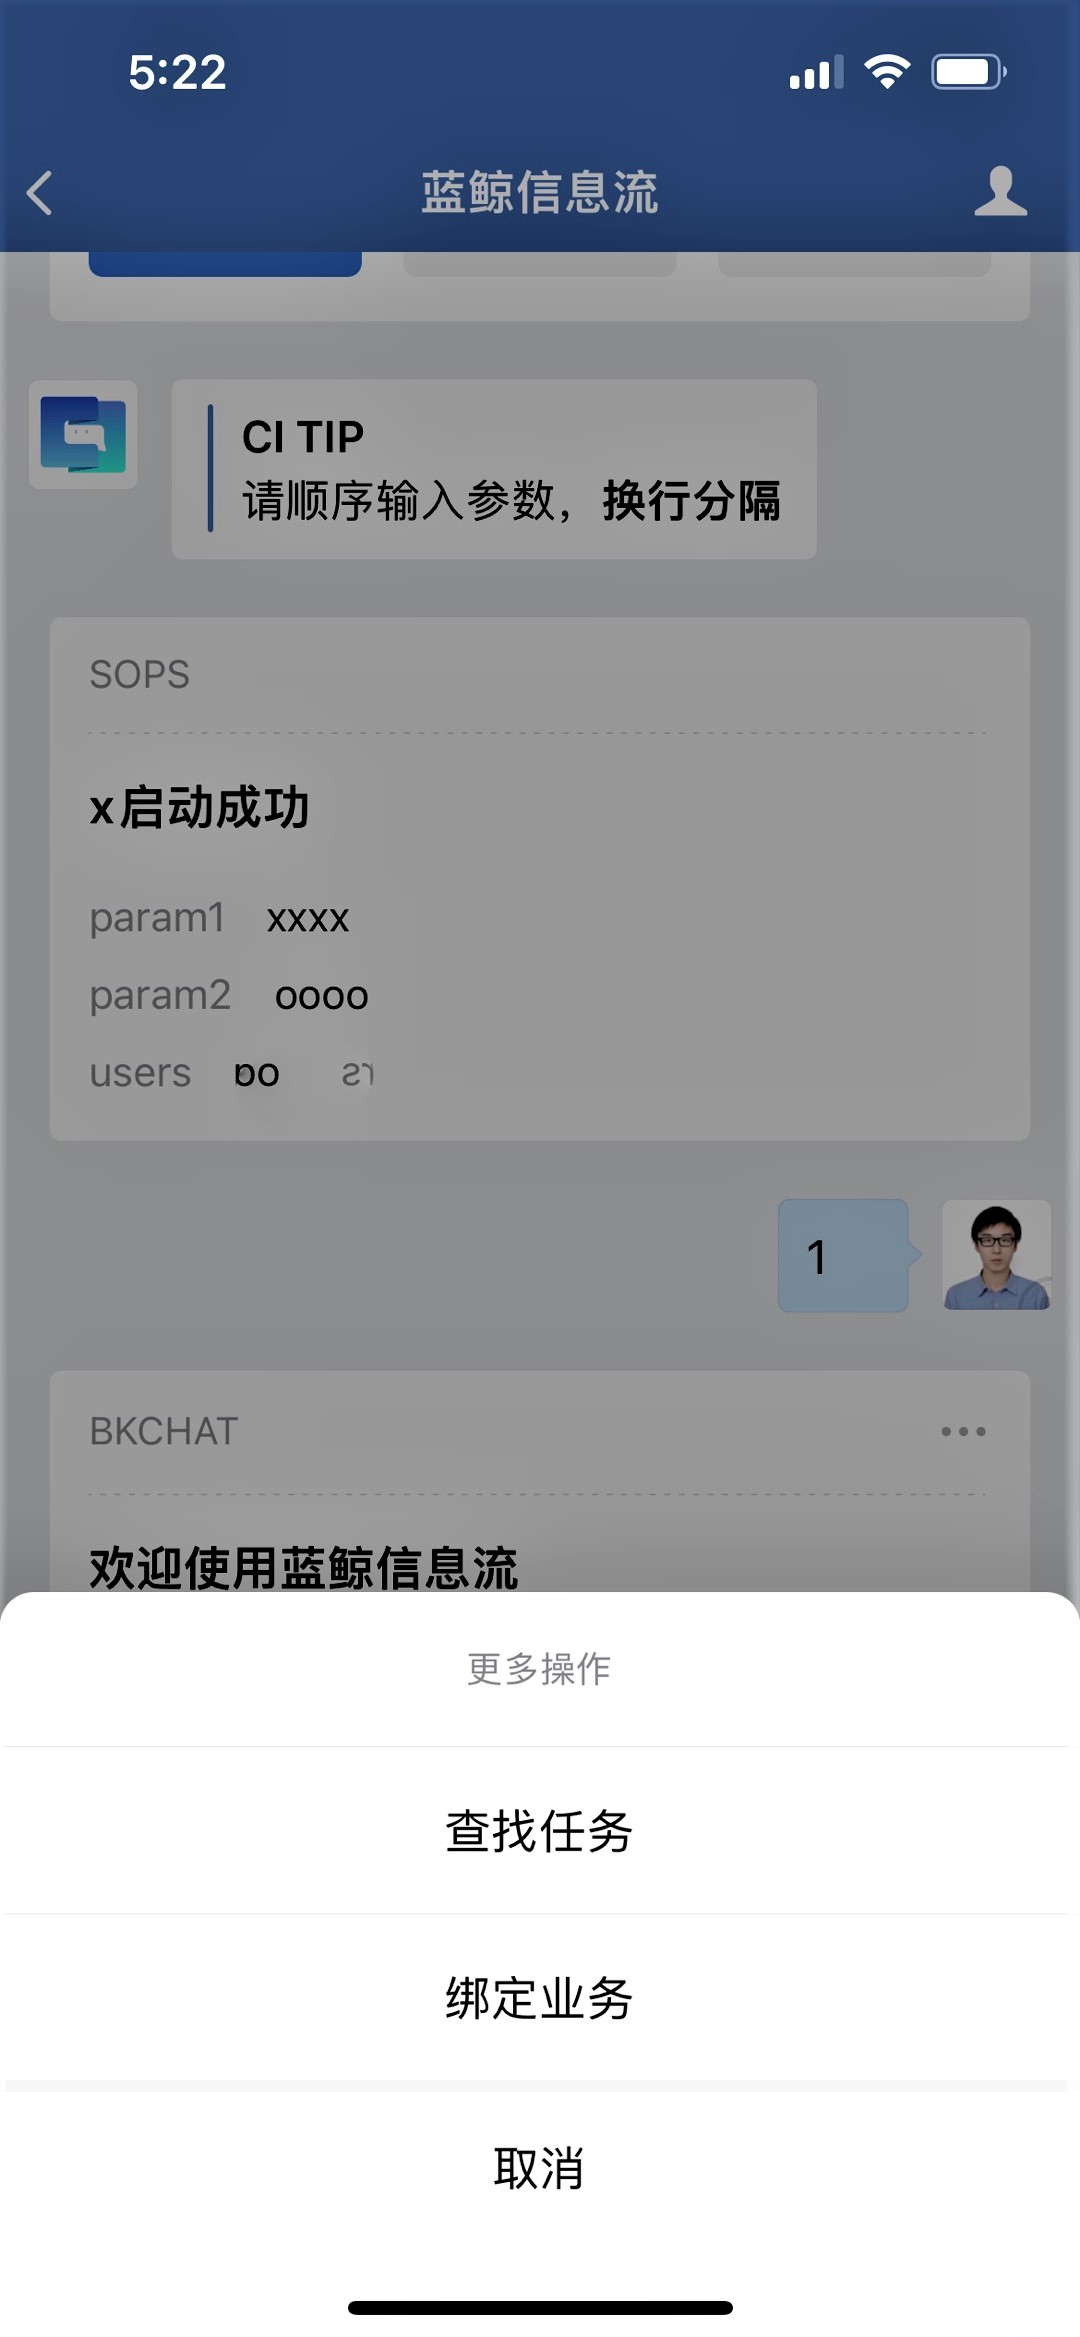 5:22
蓝鲸信息流
CI TIP
请顺序输入参数，换行分隔
SOPS
x启动成功
param1 xxxx
param2 oooo
users
1
BKCHAT
欢迎使用蓝鲸信息流
更多操作
查找任务
绑定业务
取消